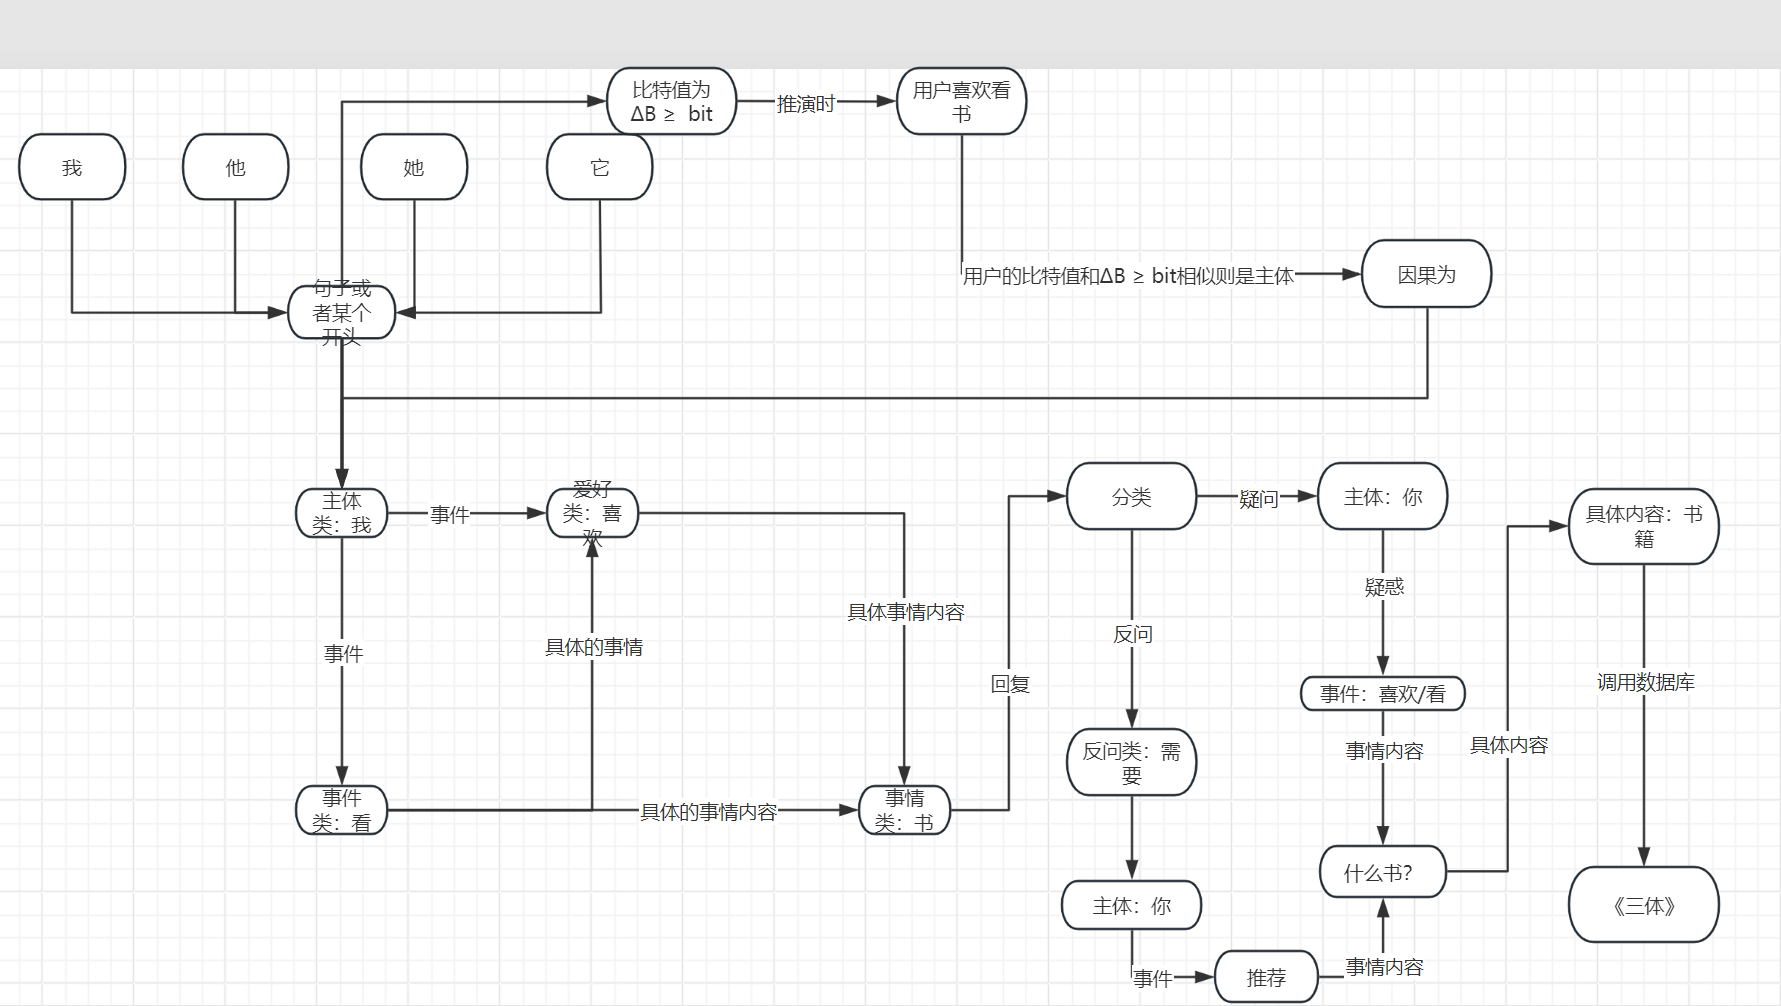 比特值为
ΔB ≥ bit
推演时
用户喜欢看
书
我
他
她
它
用户的比特值和ΔB ≥ bit相似则是主体
因果为
句子或
者某个
开头
主体
类：我
事件
爱好
类：喜
欢
分类
疑问
主体：你
具体内容：书
籍
疑惑
具体事情内容
反问
事件
具体的事情
回复
调用数据库
事件：喜欢/看
事情内容
具体内容
反问类：需
要
事件
类：看
具体的事情内容
事情
类：书
什么书？
主体：你
《三体》
事件
推荐
事情内容